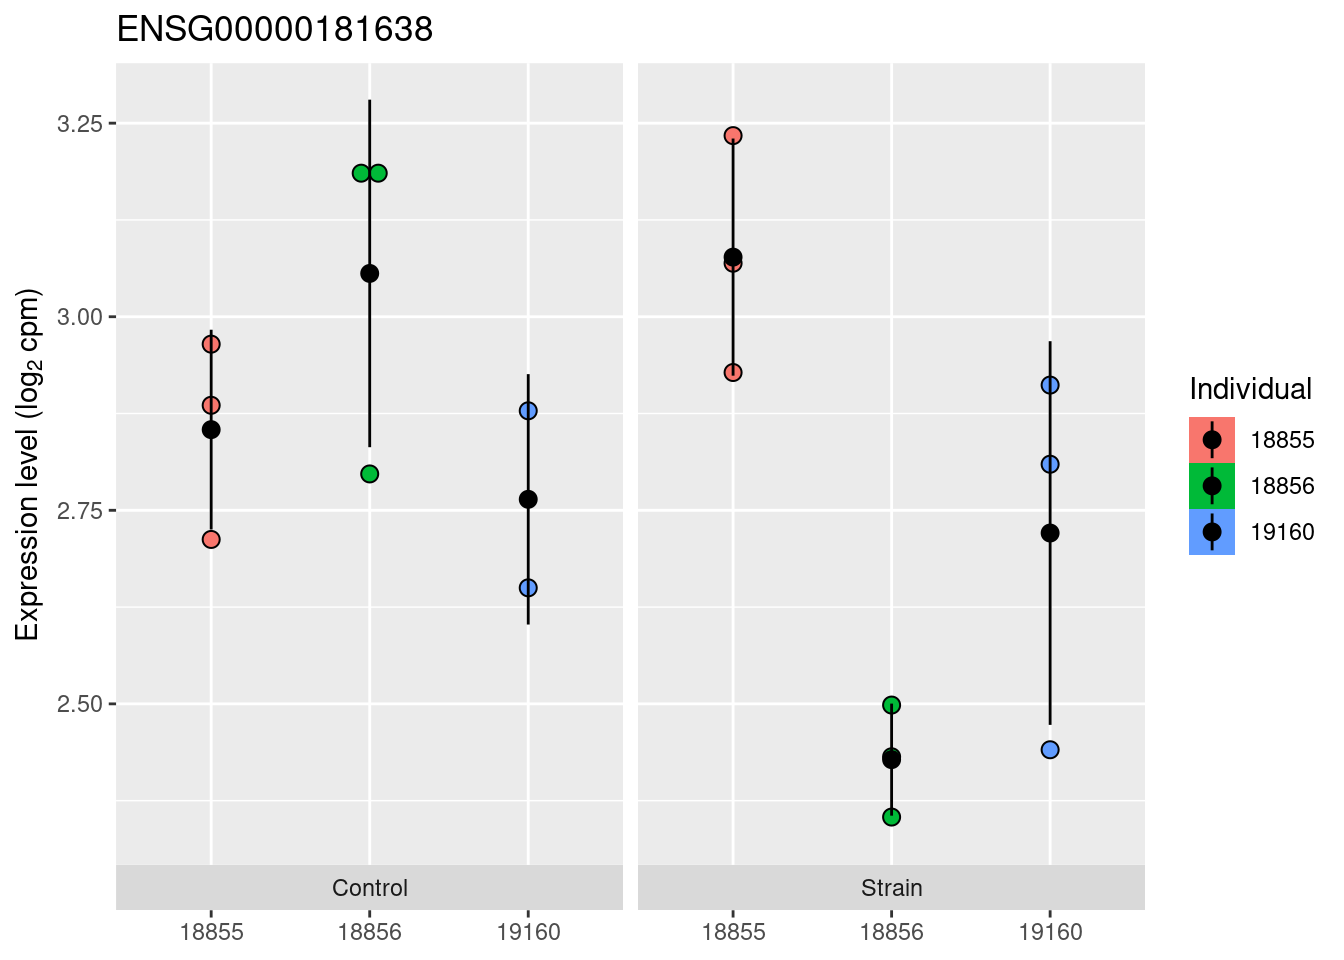 ENSG00000181638
Expression level (log₂ cpm)
3.25
3.00
2.75
2.50
Control
Strain
18855
18856
19160
18855
18856
19160
Individual
18855
18856
19160